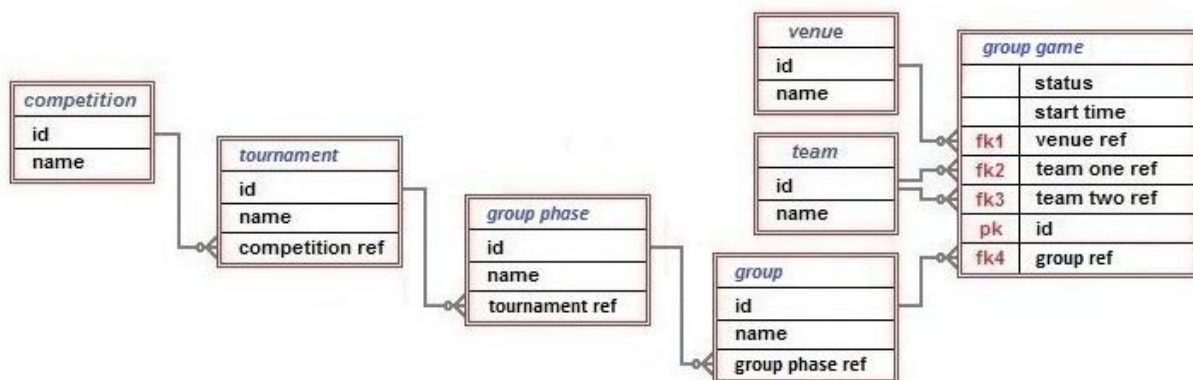 competition
id
name
tournament
id
name
competition ref
group phase
id
name
tournament ref
venue
id
name
team
id
name
group
id
name
group phase ref
group game
status
start time
fk1 venue ref
fk2 team one ref
fk3 team two ref
pk id
fk4 group ref